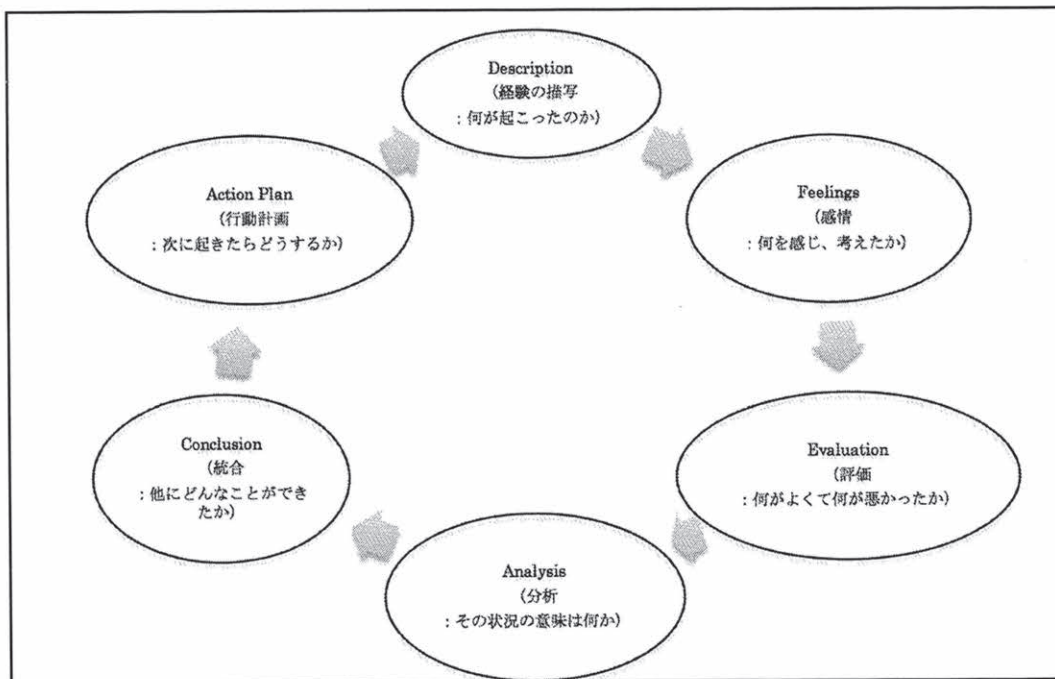 Description
(経験の描写
:何が起こったのか)
Feelings
(感情
:何を感じ、考えたか)
Evaluation
(評価
:何がよくて何が悪かったか)
Analysis
(分析
:その状況の意味は何か)
Conclusion
(統合
:他にどんなことができ
たか)
Action Plan
(行動計画
:次に起きたらどうするか)